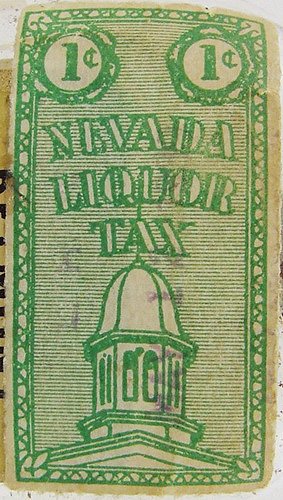 1¢ 1¢
NEVADA
LIQUOR
TAX